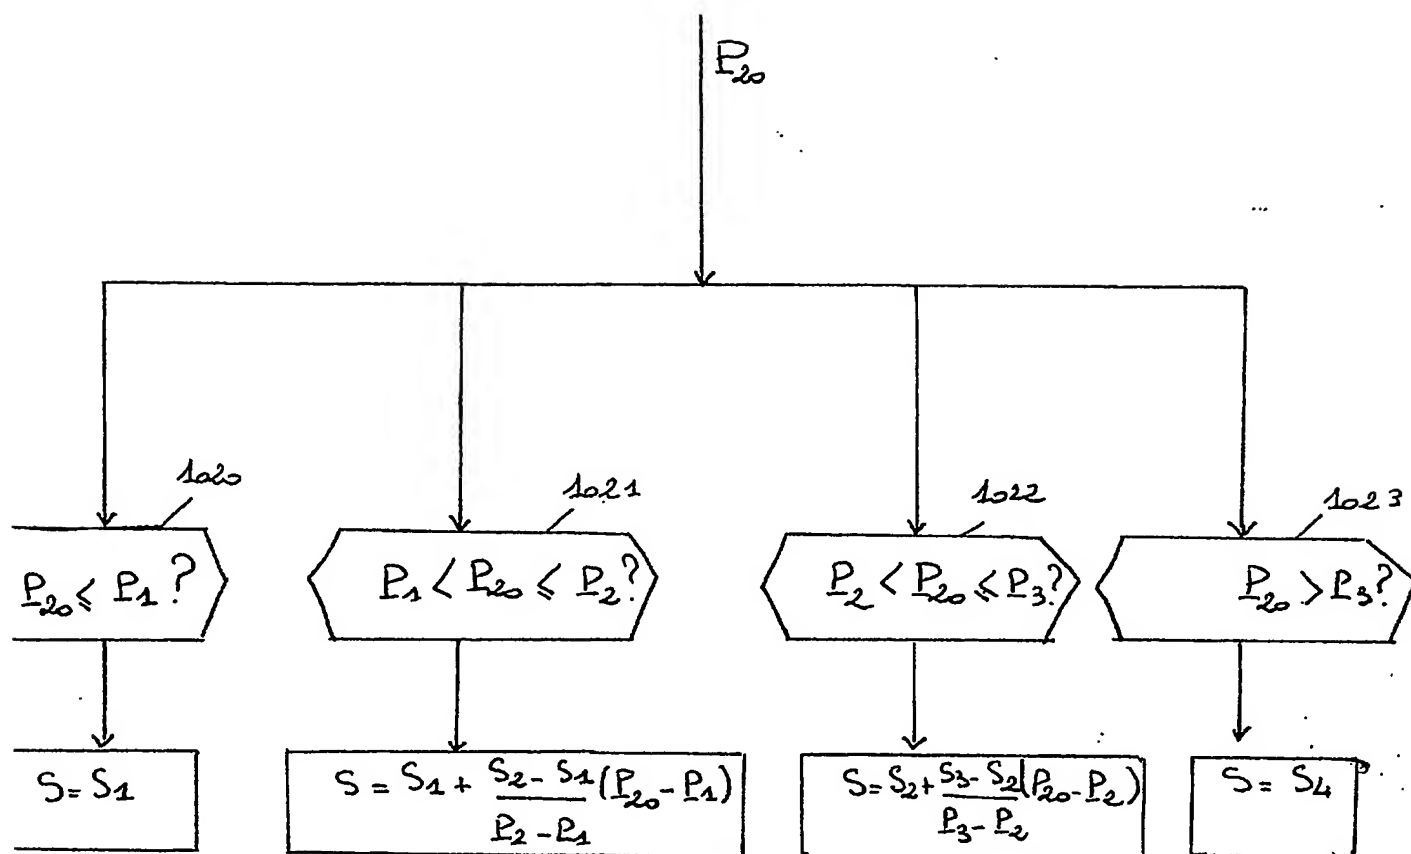 P₂₀
1020
1021
1022
1023
P₂₀ ≤ P₁ ?
P₁ < P₂₀ ≤ P₂ ?
P₂ < P₂₀ ≤ P₃ ?
P₂₀ > P₃ ?
S = S₁
S = S₁ + (S₂ - S₁)/(P₂ - P₁) (P₂₀ - P₁)
S = S₂ + (S₃ - S₂)/(P₃ - P₂) (P₂₀ - P₂)
S = S₄